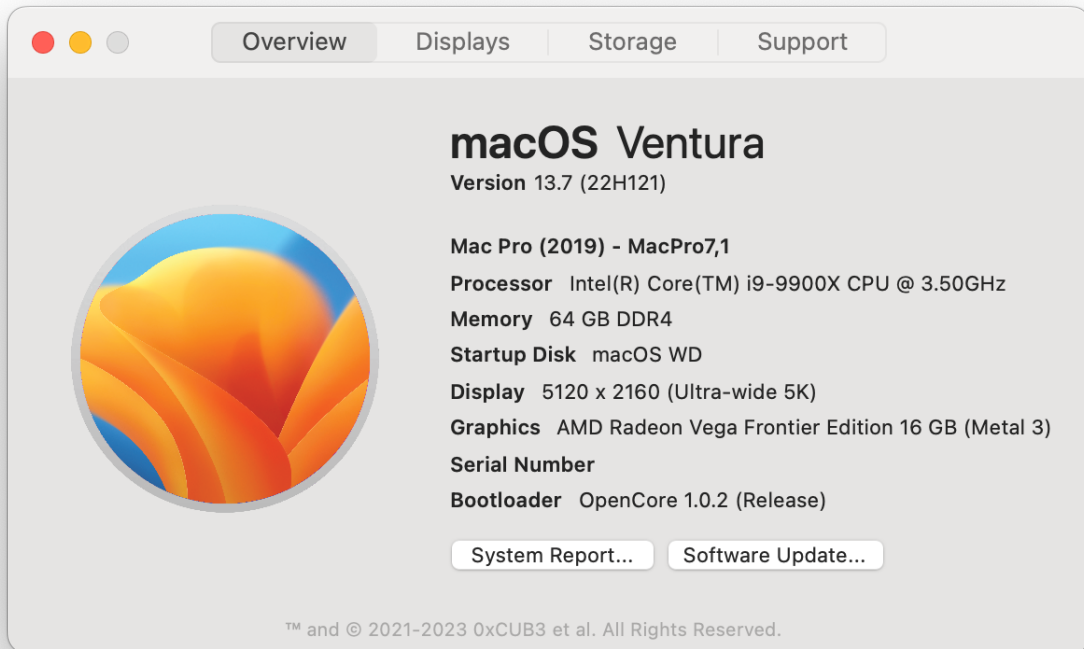 Overview Displays Storage Support
macOS Ventura
Version 13.7 (22H121)
Mac Pro (2019) - MacPro7,1
Processor Intel(R) Core(TM) i9-9900X CPU @ 3.50GHz
Memory 64 GB DDR4
Startup Disk macOS WD
Display 5120 x 2160 (Ultra-wide 5K)
Graphics AMD Radeon Vega Frontier Edition 16 GB (Metal 3)
Serial Number
Bootloader OpenCore 1.0.2 (Release)
System Report... Software Update...
™ and © 2021-2023 0xCUB3 et al. All Rights Reserved.